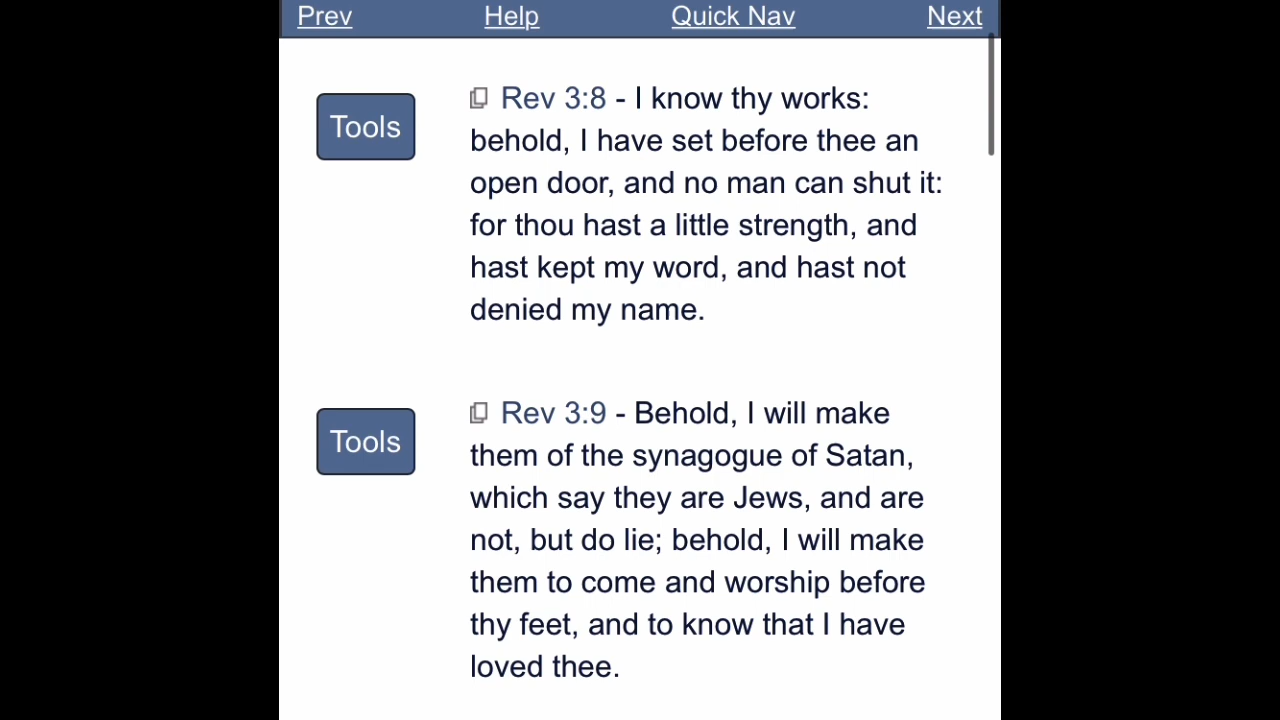 Prev Help Quick Nav Next
Tools
Rev 3:8 - I know thy works:
behold, I have set before thee an
open door, and no man can shut it:
for thou hast a little strength, and
hast kept my word, and hast not
denied my name.
Tools
Rev 3:9 - Behold, I will make
them of the synagogue of Satan,
which say they are Jews, and are
not, but do lie; behold, I will make
them to come and worship before
thy feet, and to know that I have
loved thee.